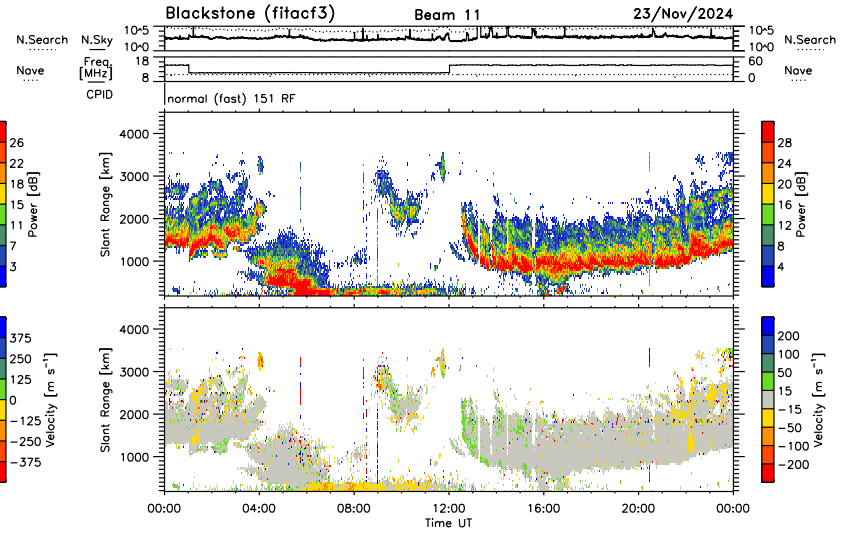 Blackstone (fitacf3) Beam 11 23/Nov/2024
N.Search N.Sky 10^5 10^0 10^5 10^0 N.Search
Nave Freq. [MHz] 18 8 60 0 Nave
CPID
normal (fast) 151 RF
4000
3000
2000
1000
Slant Range [km]
26
22
18
15
11
7
3
Power [dB]
28
24
20
16
12
8
4
Power [dB]
4000
3000
2000
1000
Slant Range [km]
375
250
125
0
-125
-250
-375
Velocity [m s⁻¹]
200
100
50
15
-15
-50
-100
-200
Velocity [m s⁻¹]
00:00 04:00 08:00 12:00 16:00 20:00 00:00
Time UT